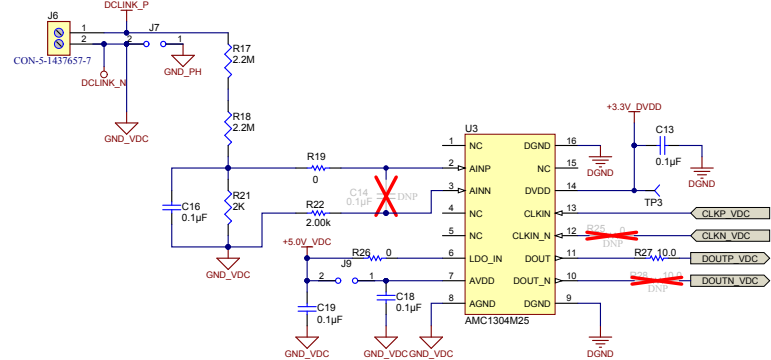 DCLINK_P
J6
1
2
CON-5-1437657-7
J7
2
1
GND_PH
DCLINK_N
GND_VDC
R17
2.2M
R18
2.2M
R19
0
C16
0.1µF
R21
2K
R22
2.00k
GND_VDC
C14
0.1µF
DNP
+5.0V_VDC
R26
0
J9
2
1
C19
0.1µF
C18
0.1µF
GND_VDC
GND_VDC
GND_VDC
U3
1 NC
2 AINP
3 AINN
4 NC
5 NC
6 LDO_IN
7 AVDD
8 AGND
DGND 16
NC 15
DVDD 14
CLKIN 13
CLKIN_N 12
DOUT 11
DOUT_N 10
DGND 9
AMC1304M25
+3.3V_DVDD
C13
0.1µF
DGND
DGND
TP3
CLKP_VDC
R25 0
DNP
CLKN_VDC
R27 10.0
DOUTP_VDC
R28 10.0
DNP
DOUTN_VDC
DGND